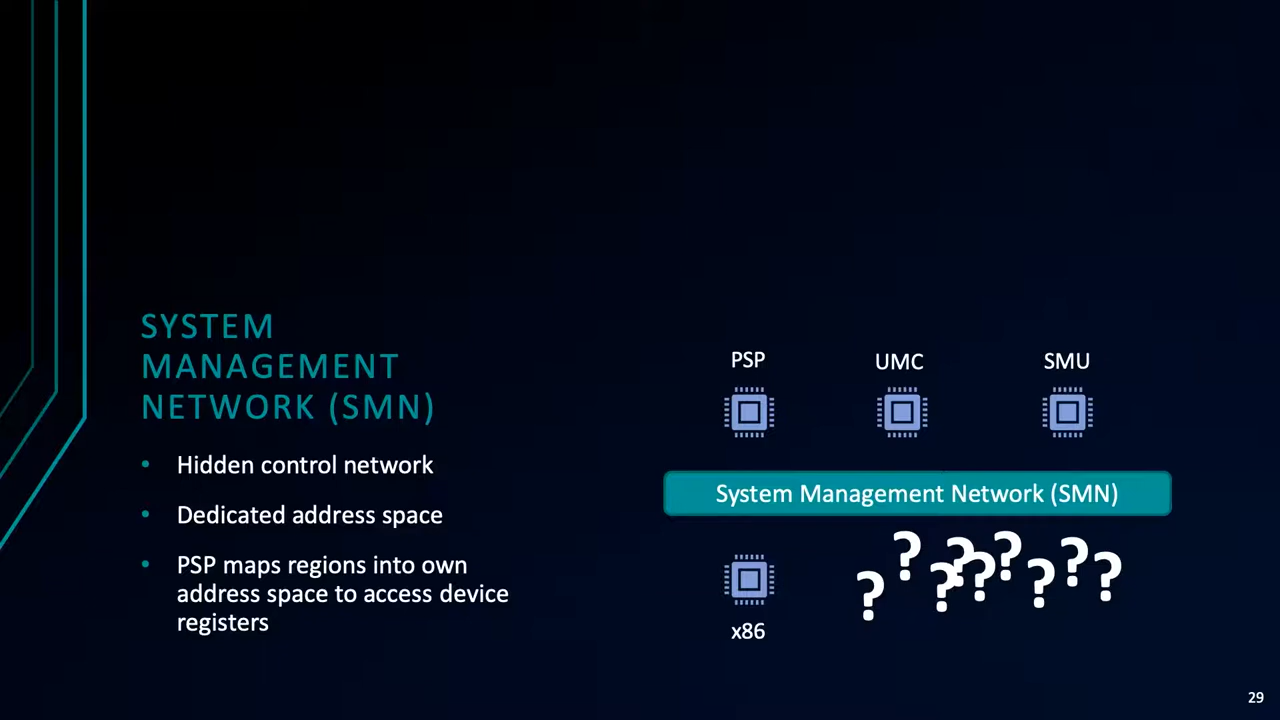 SYSTEM
MANAGEMENT
NETWORK (SMN)
• Hidden control network
• Dedicated address space
• PSP maps regions into own
address space to access device
registers
PSP
UMC
SMU
System Management Network (SMN)
? ? ? ? ? ? ? ? ?
x86
29